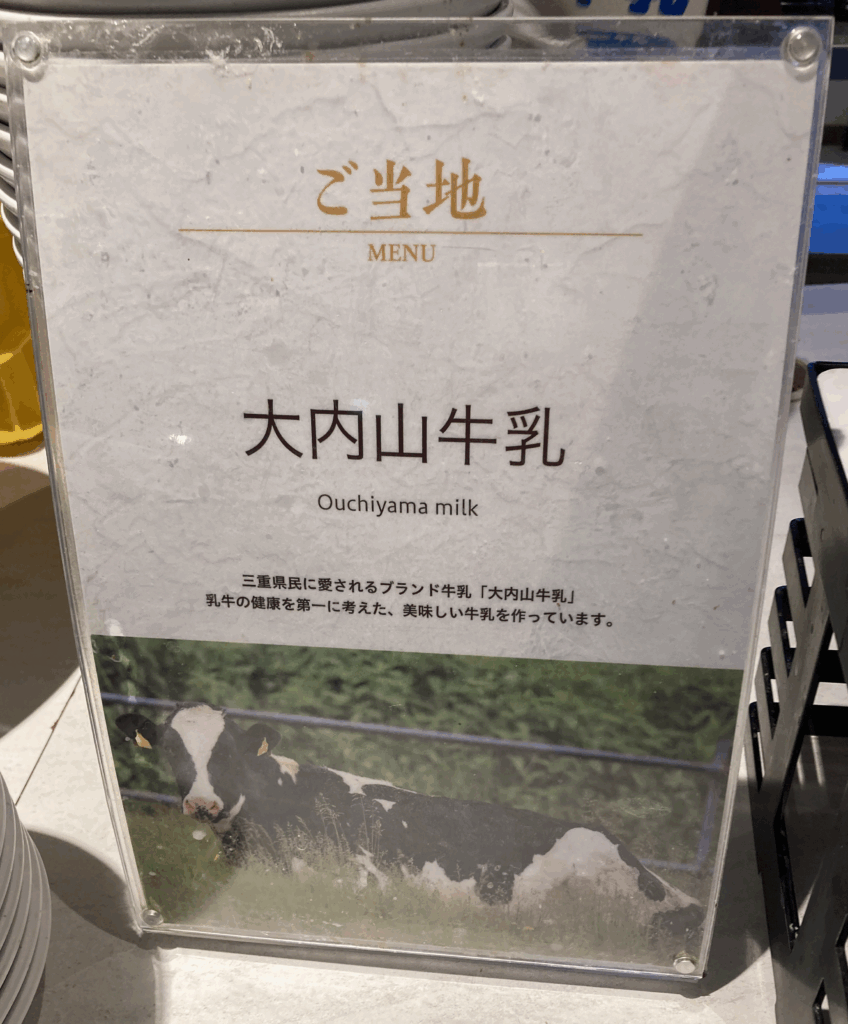 ご当地
MENU
大内山牛乳
Ouchiyama milk
三重県民に愛されるブランド牛乳「大内山牛乳」
乳牛の健康を第一に考えた、美味しい牛乳を作っています。